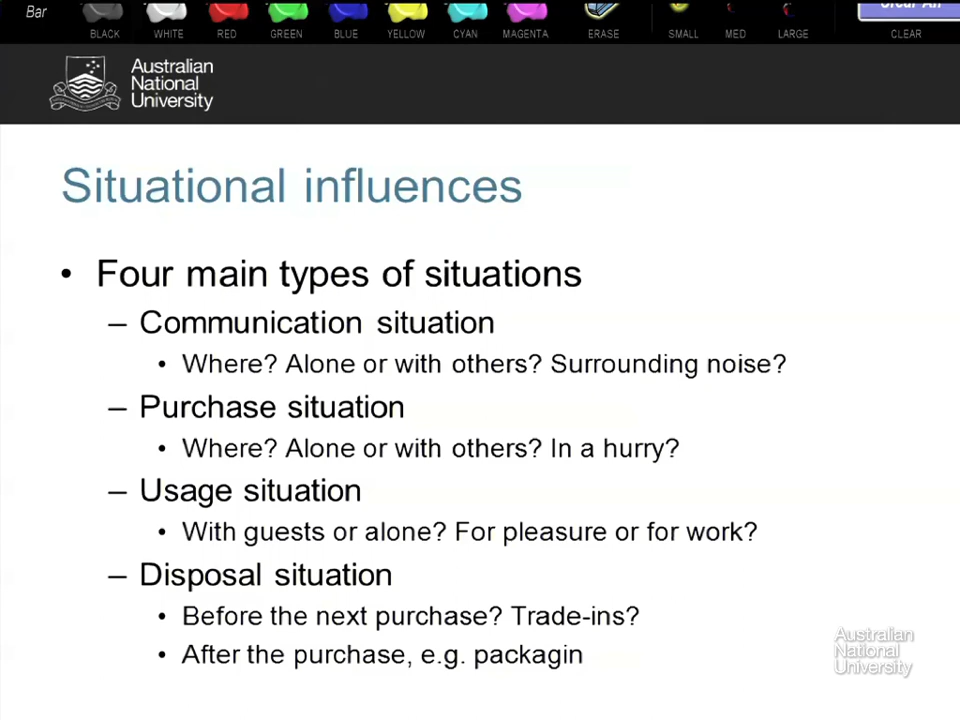 Bar
BLACK WHITE RED GREEN BLUE YELLOW CYAN MAGENTA ERASE SMALL MED LARGE CLEAR
Australian
National
University
Situational influences
• Four main types of situations
– Communication situation
• Where? Alone or with others? Surrounding noise?
– Purchase situation
• Where? Alone or with others? In a hurry?
– Usage situation
• With guests or alone? For pleasure or for work?
– Disposal situation
• Before the next purchase? Trade-ins?
• After the purchase, e.g. packagin
Australian
National
University